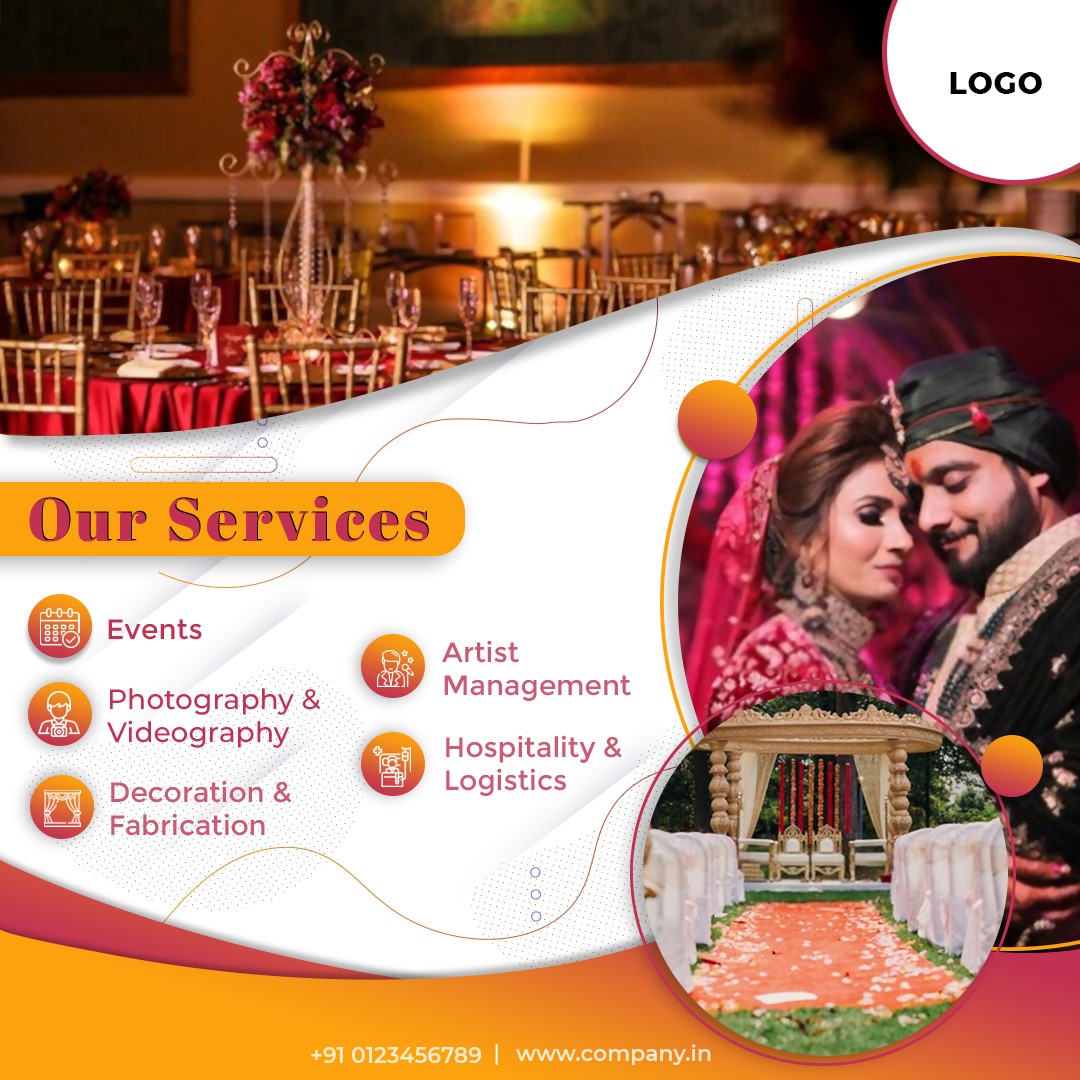 LOGO
Our Services
Events
Photography &
Videography
Decoration &
Fabrication
Artist
Management
Hospitality &
Logistics
+91 0123456789 | www.company.in